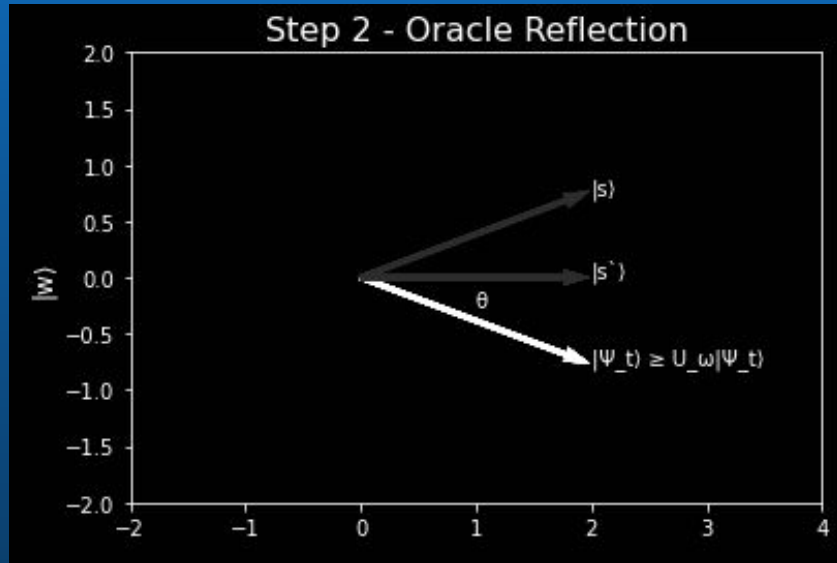 Step 2 - Oracle Reflection
2.0
1.5
1.0
|s⟩
0.5
|w⟩
0.0
|s`⟩
θ
−0.5
|Ψ_t⟩ ≥ U_ω|Ψ_t⟩
−1.0
−1.5
−2.0
−2 −1 0 1 2 3 4